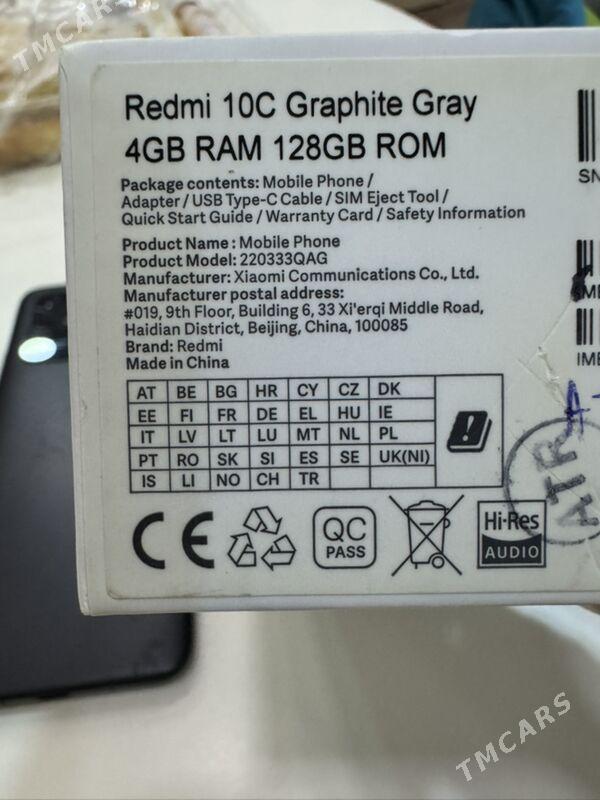 TMCARS
Redmi 10C Graphite Gray
4GB RAM 128GB ROM
Package contents: Mobile Phone /
Adapter / USB Type-C Cable / SIM Eject Tool /
Quick Start Guide / Warranty Card / Safety Information
Product Name : Mobile Phone
Product Model: 220333QAG
Manufacturer: Xiaomi Communications Co., Ltd.
Manufacturer postal address:
#019, 9th Floor, Building 6, 33 Xi'erqi Middle Road,
Haidian District, Beijing, China, 100085
Brand: Redmi
Made in China
AT BE BG HR CY CZ DK
EE FI FR DE EL HU IE
IT LV LT LU MT NL PL
PT RO SK SI ES SE UK(NI)
IS LI NO CH TR
CE
QC
PASS
Hi-Res
AUDIO
SN
IME
ATR
TMCARS